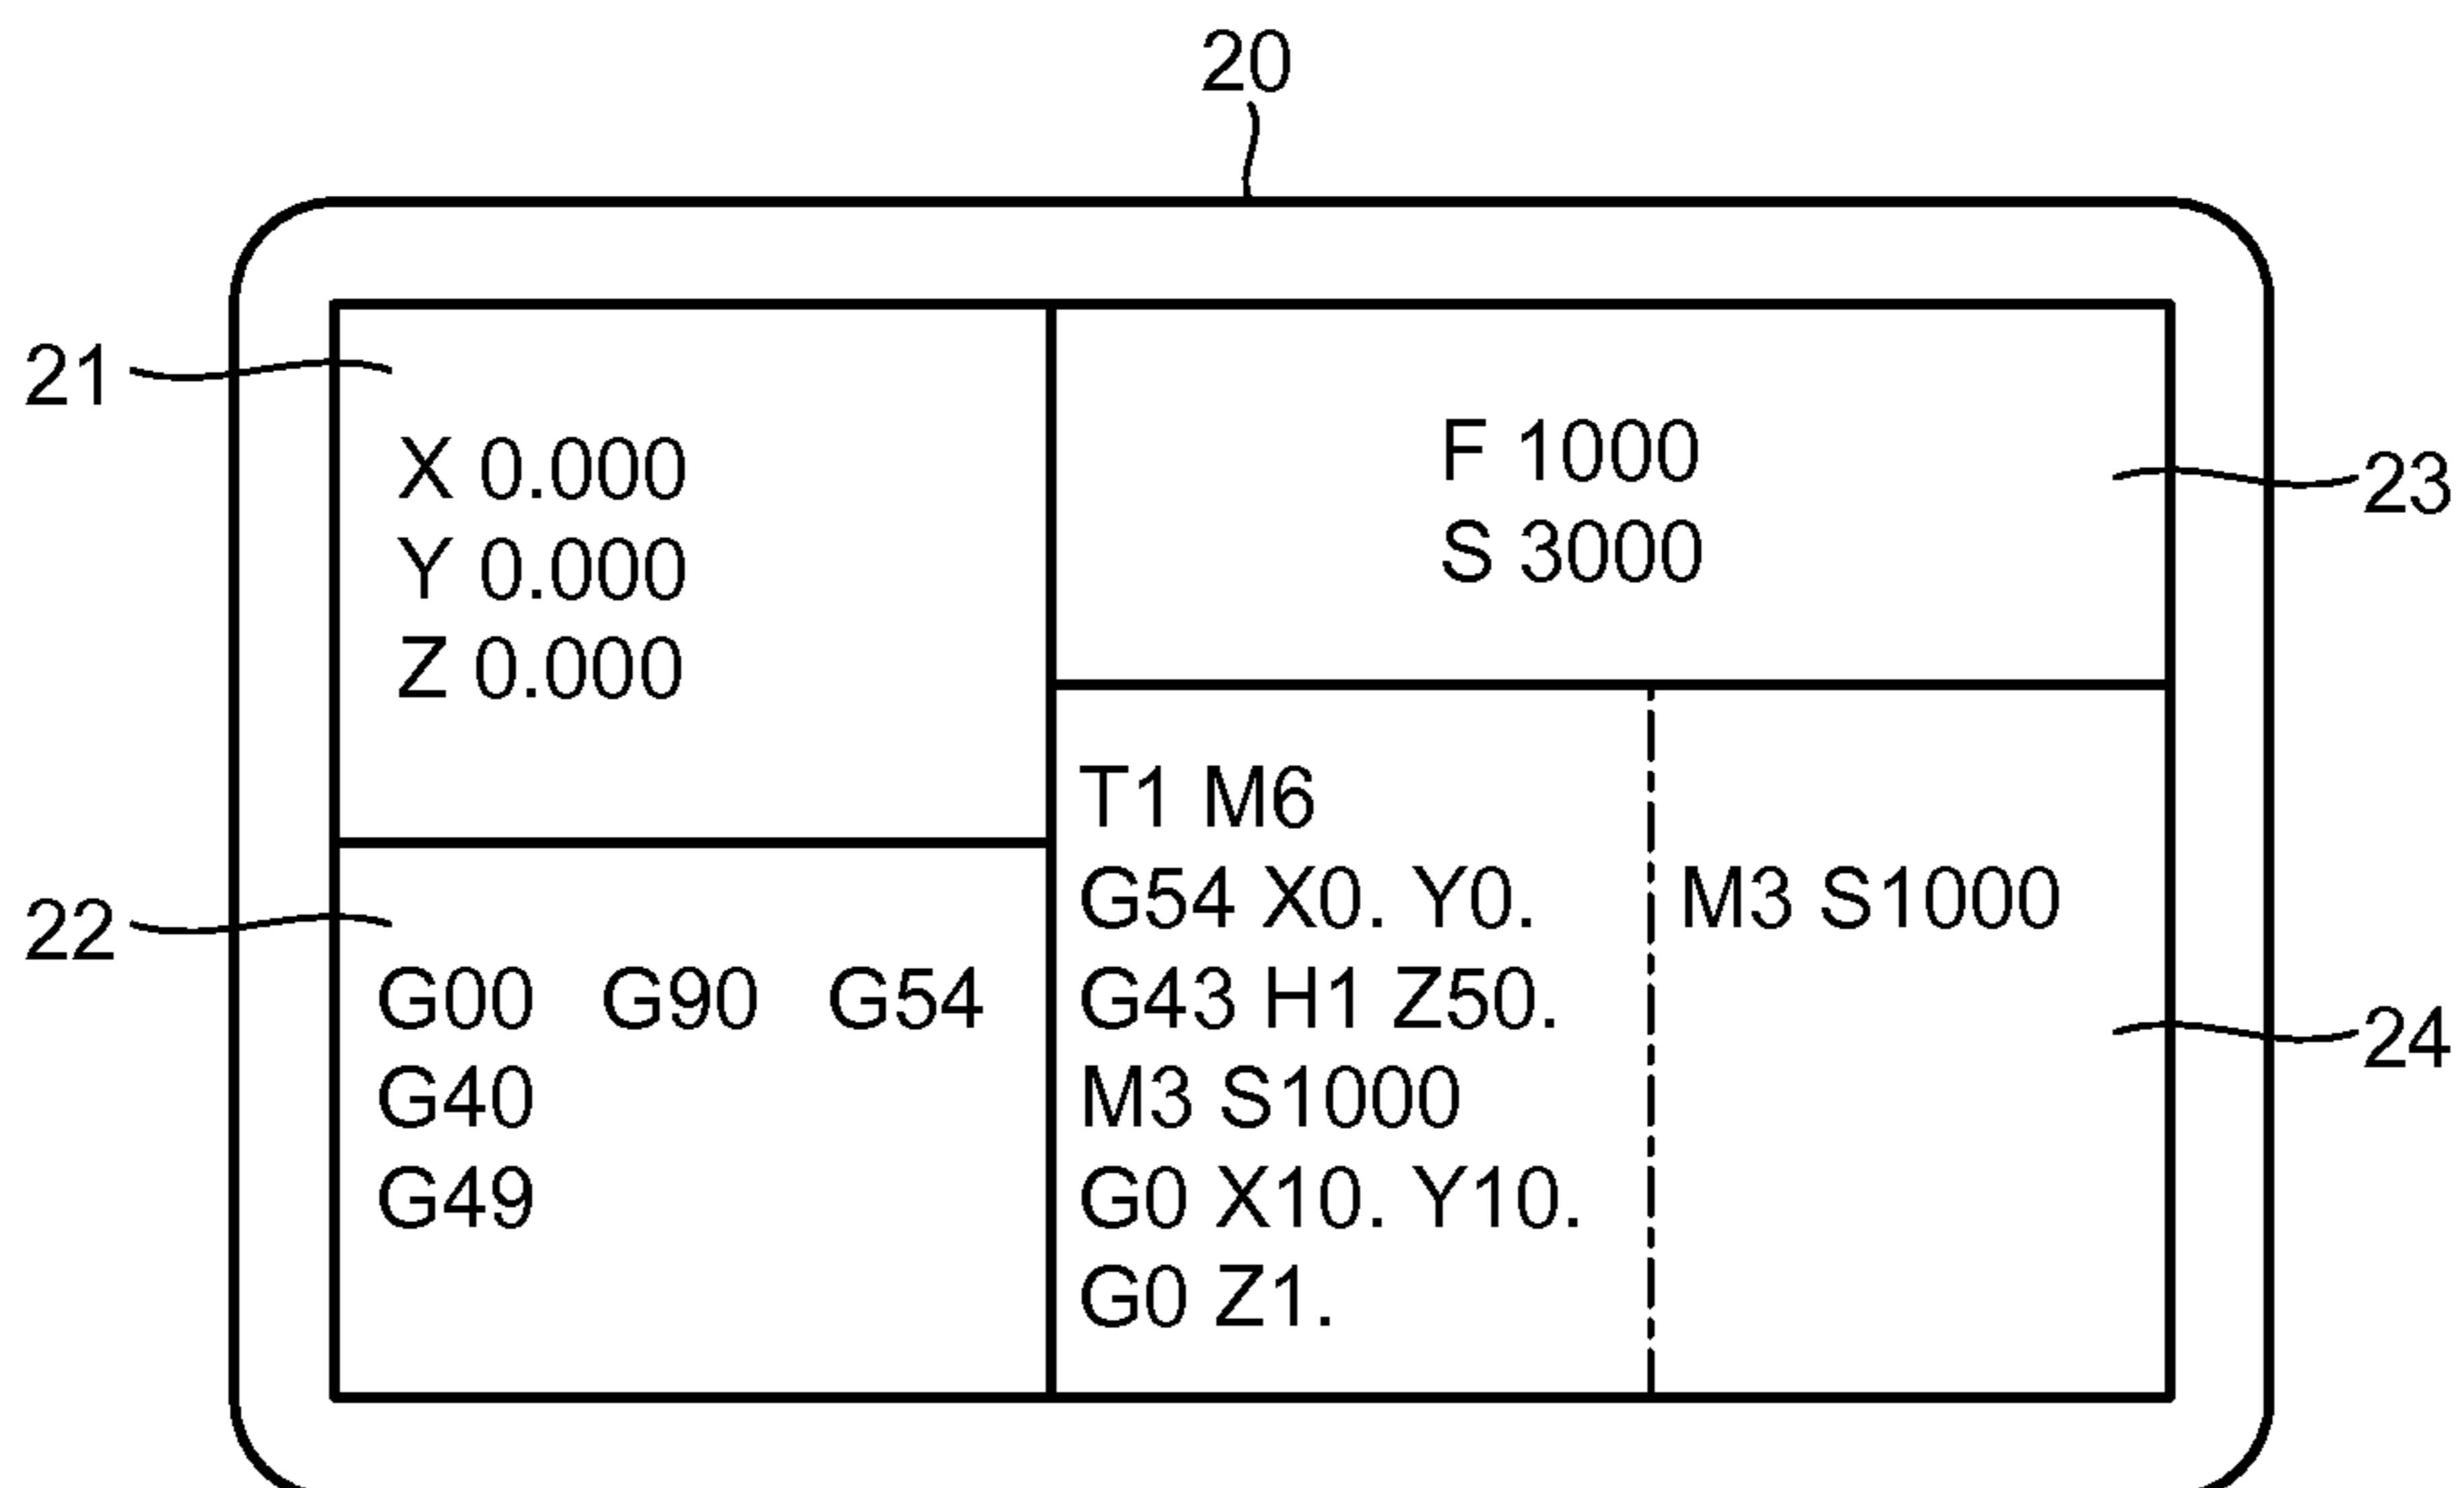 20
21
X 0.000
Y 0.000
Z 0.000
F 1000
S 3000
23
22
G00 G90 G54
G40
G49
T1 M6
G54 X0. Y0.
G43 H1 Z50.
M3 S1000
G0 X10. Y10.
G0 Z1.
M3 S1000
24